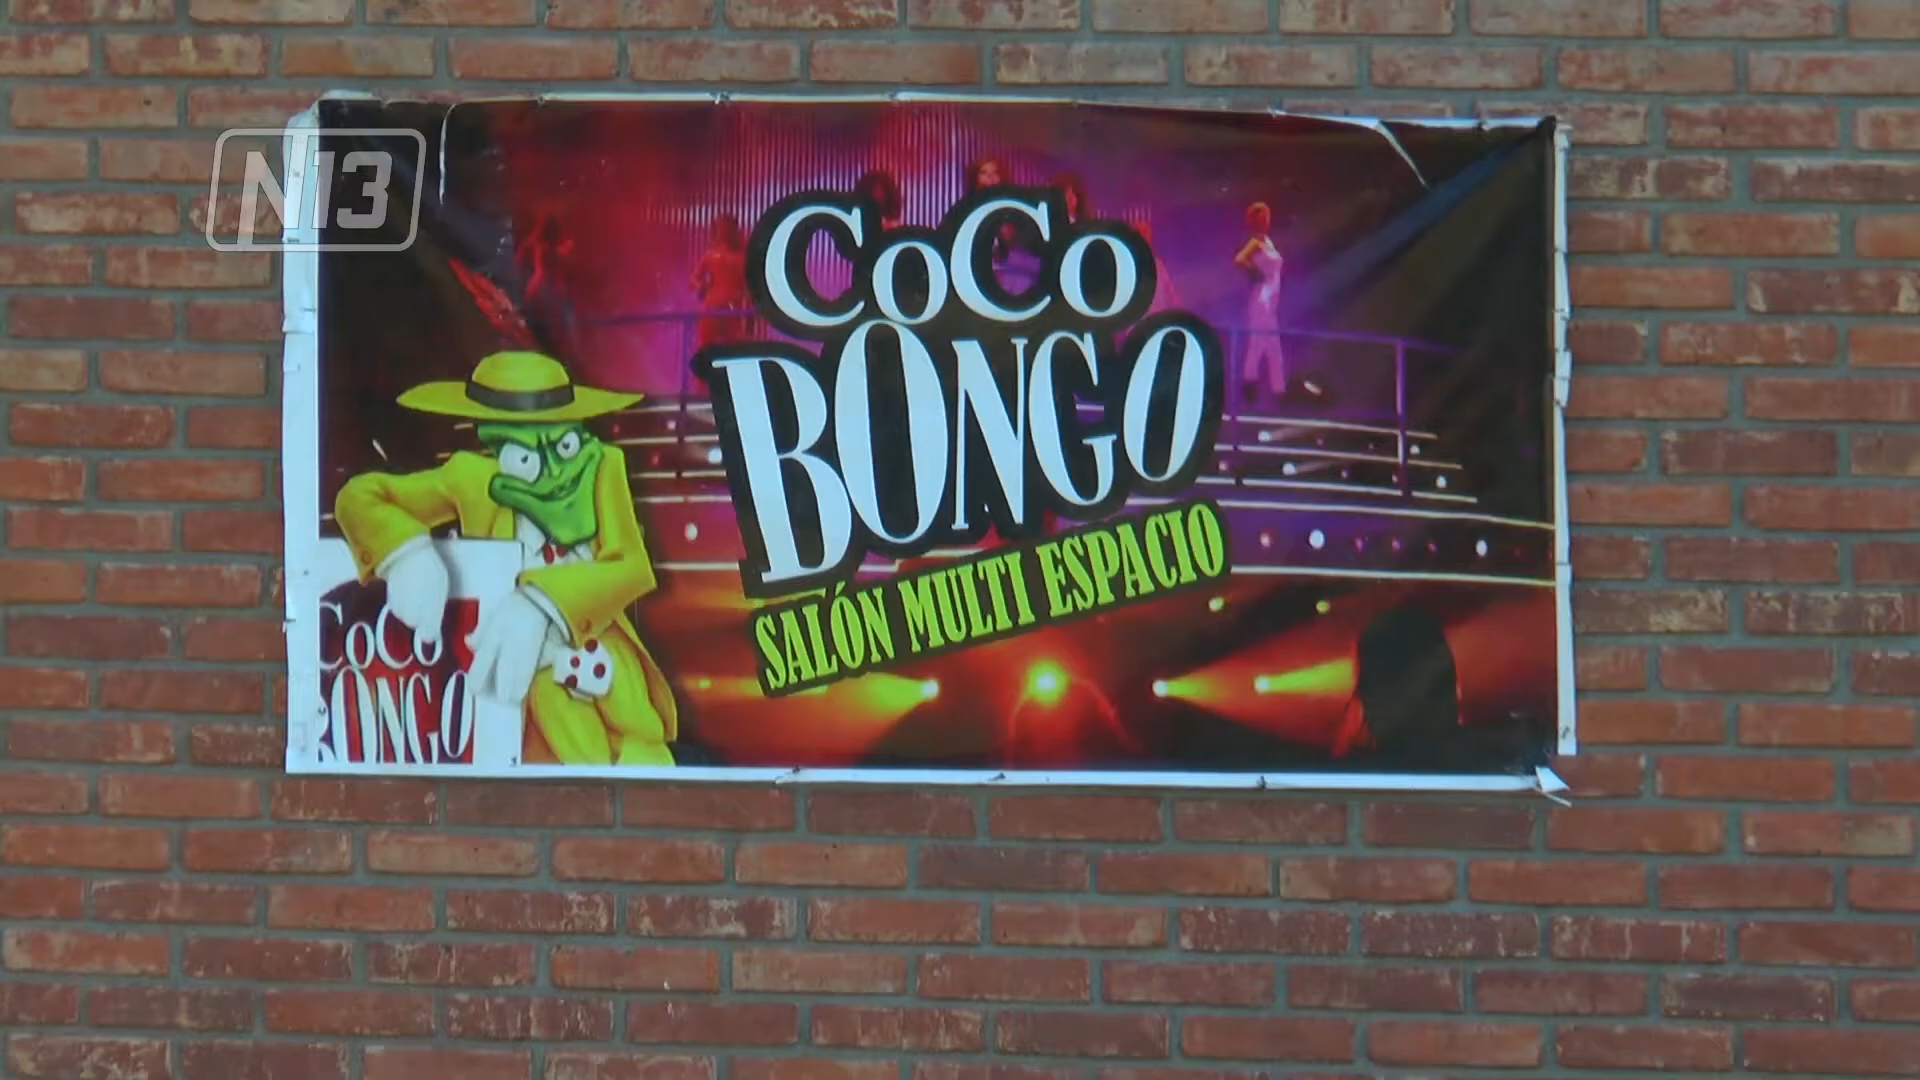 N13
COCO
BONGO
SALÓN MULTI ESPACIO
COCO
BONGO